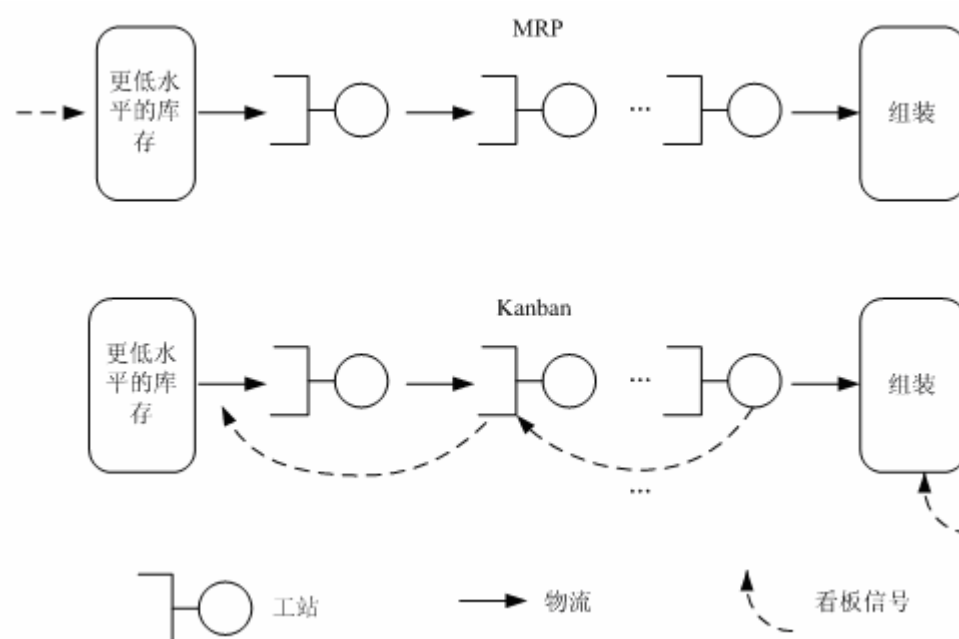 MRP
更低水
平的库
存
...
组装
Kanban
更低水
平的库
存
...
组装
...
工站
物流
看板信号